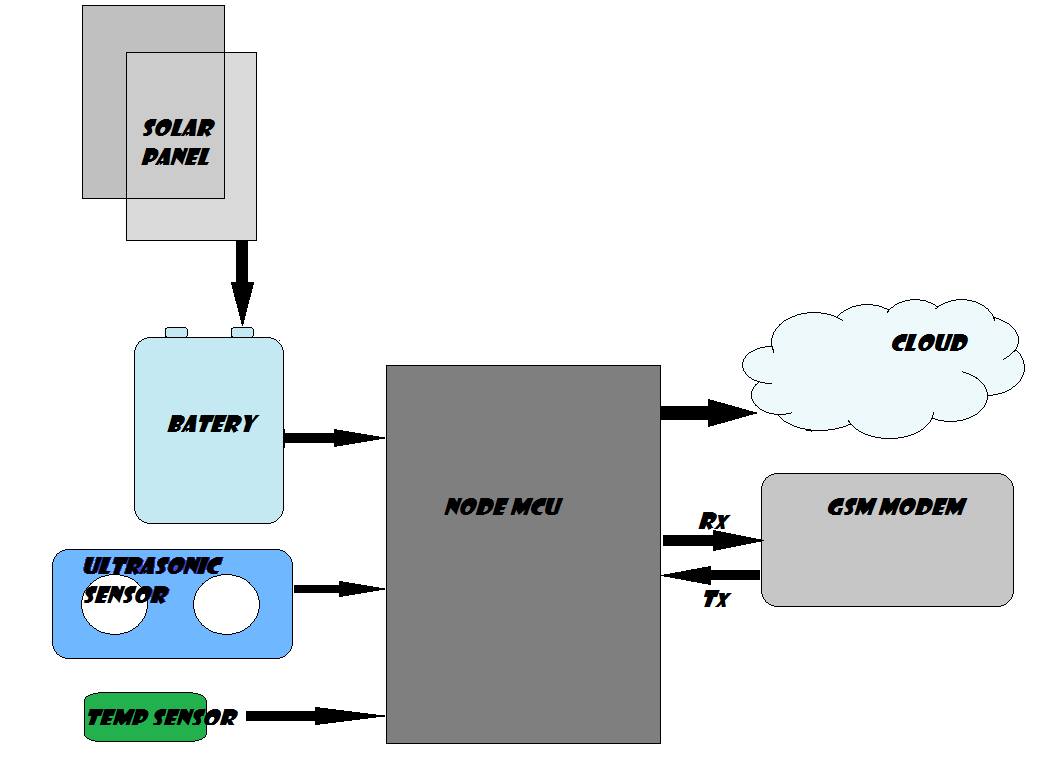 SOLAR
PANEL
CLOUD
BATERY
NODE MCU
GSM MODEM
RX
ULTRASONIC
SENSOR
TX
TEMP SENSOR